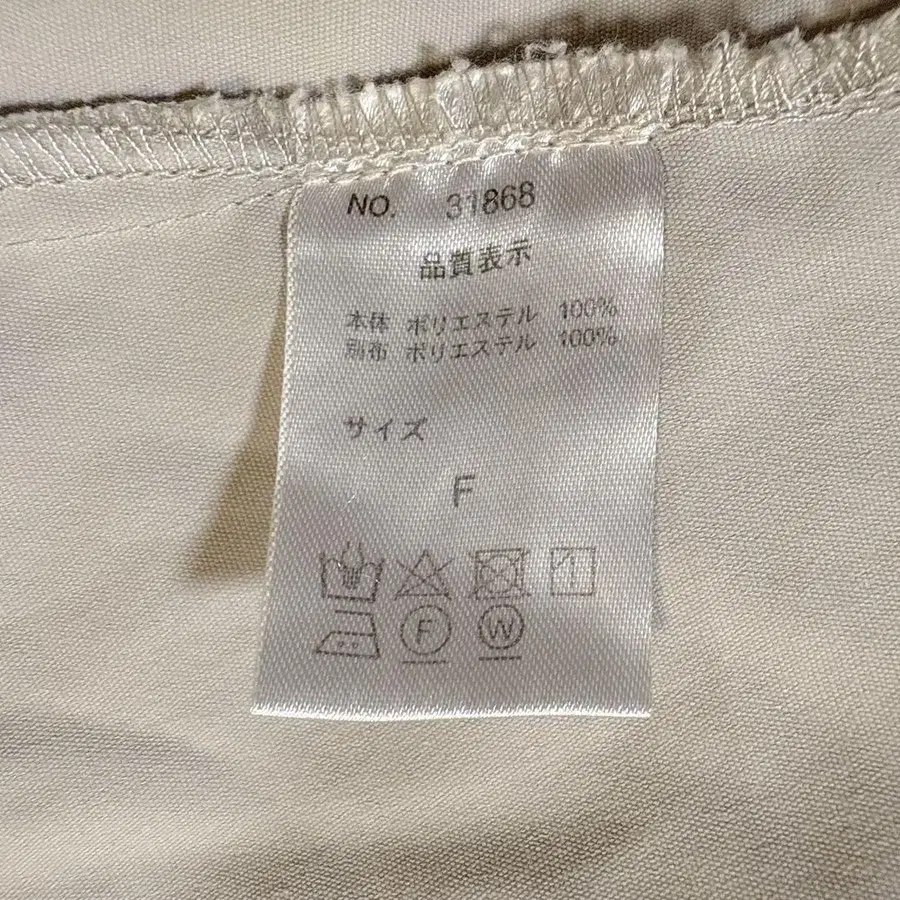 NO. 31868
品質表示
本体 ポリエステル 100%
別布 ポリエステル 100%
サイズ
F
F W